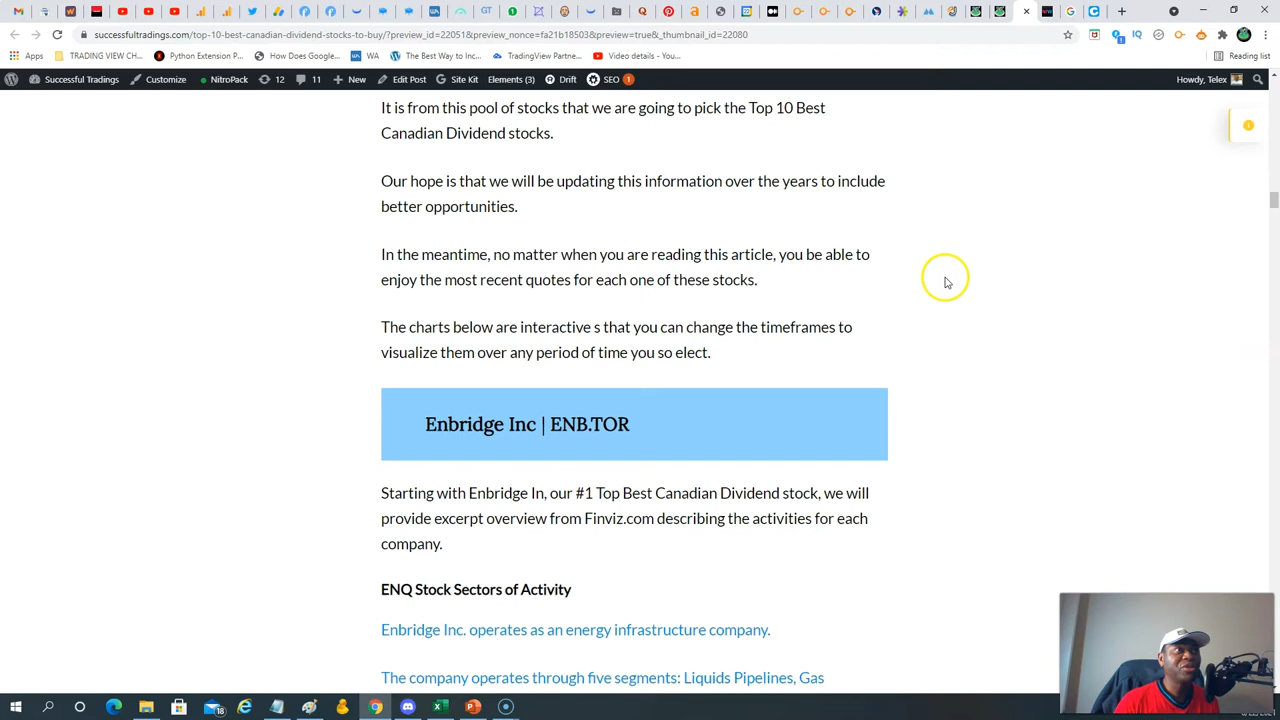 successfultradings.com/top-10-best-canadian-dividend-stocks-to-buy/?preview_id=22051&preview_nonce=fa21b18503&preview=true&_thumbnail_id=22080
Apps TRADING VIEW CH... Python Extension P... How Does Google... WA The Best Way to Inc... TradingView Partne... Video details - You... Reading list
Successful Tradings Customize NitroPack 12 11 New Edit Post Site Kit Elements (3) Drift SEO 1 Howdy, Telex
It is from this pool of stocks that we are going to pick the Top 10 Best
Canadian Dividend stocks.
Our hope is that we will be updating this information over the years to include
better opportunities.
In the meantime, no matter when you are reading this article, you be able to
enjoy the most recent quotes for each one of these stocks.
The charts below are interactive s that you can change the timeframes to
visualize them over any period of time you so elect.
Enbridge Inc | ENB.TOR
Starting with Enbridge In, our #1 Top Best Canadian Dividend stock, we will
provide excerpt overview from Finviz.com describing the activities for each
company.
ENQ Stock Sectors of Activity
Enbridge Inc. operates as an energy infrastructure company.
The company operates through five segments: Liquids Pipelines, Gas